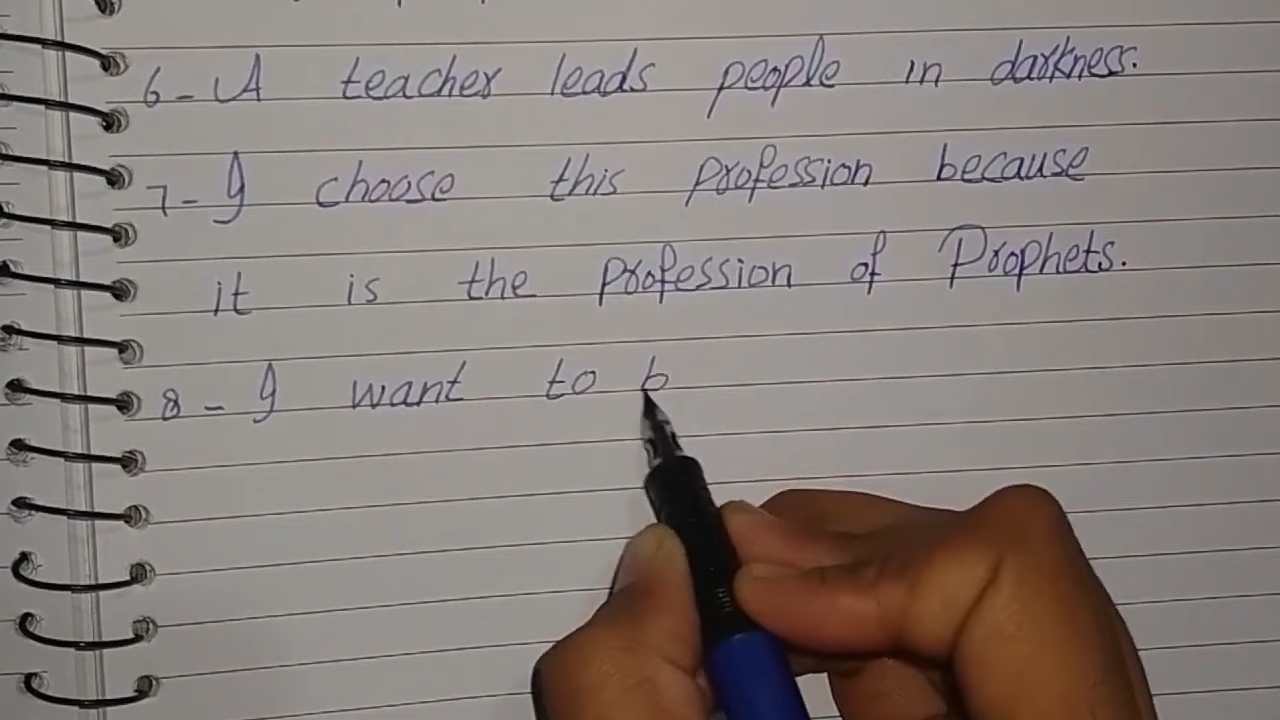 6- A teacher leads people in darkness.
7- I choose this profession because
it is the profession of Prophets.
8- I want to b